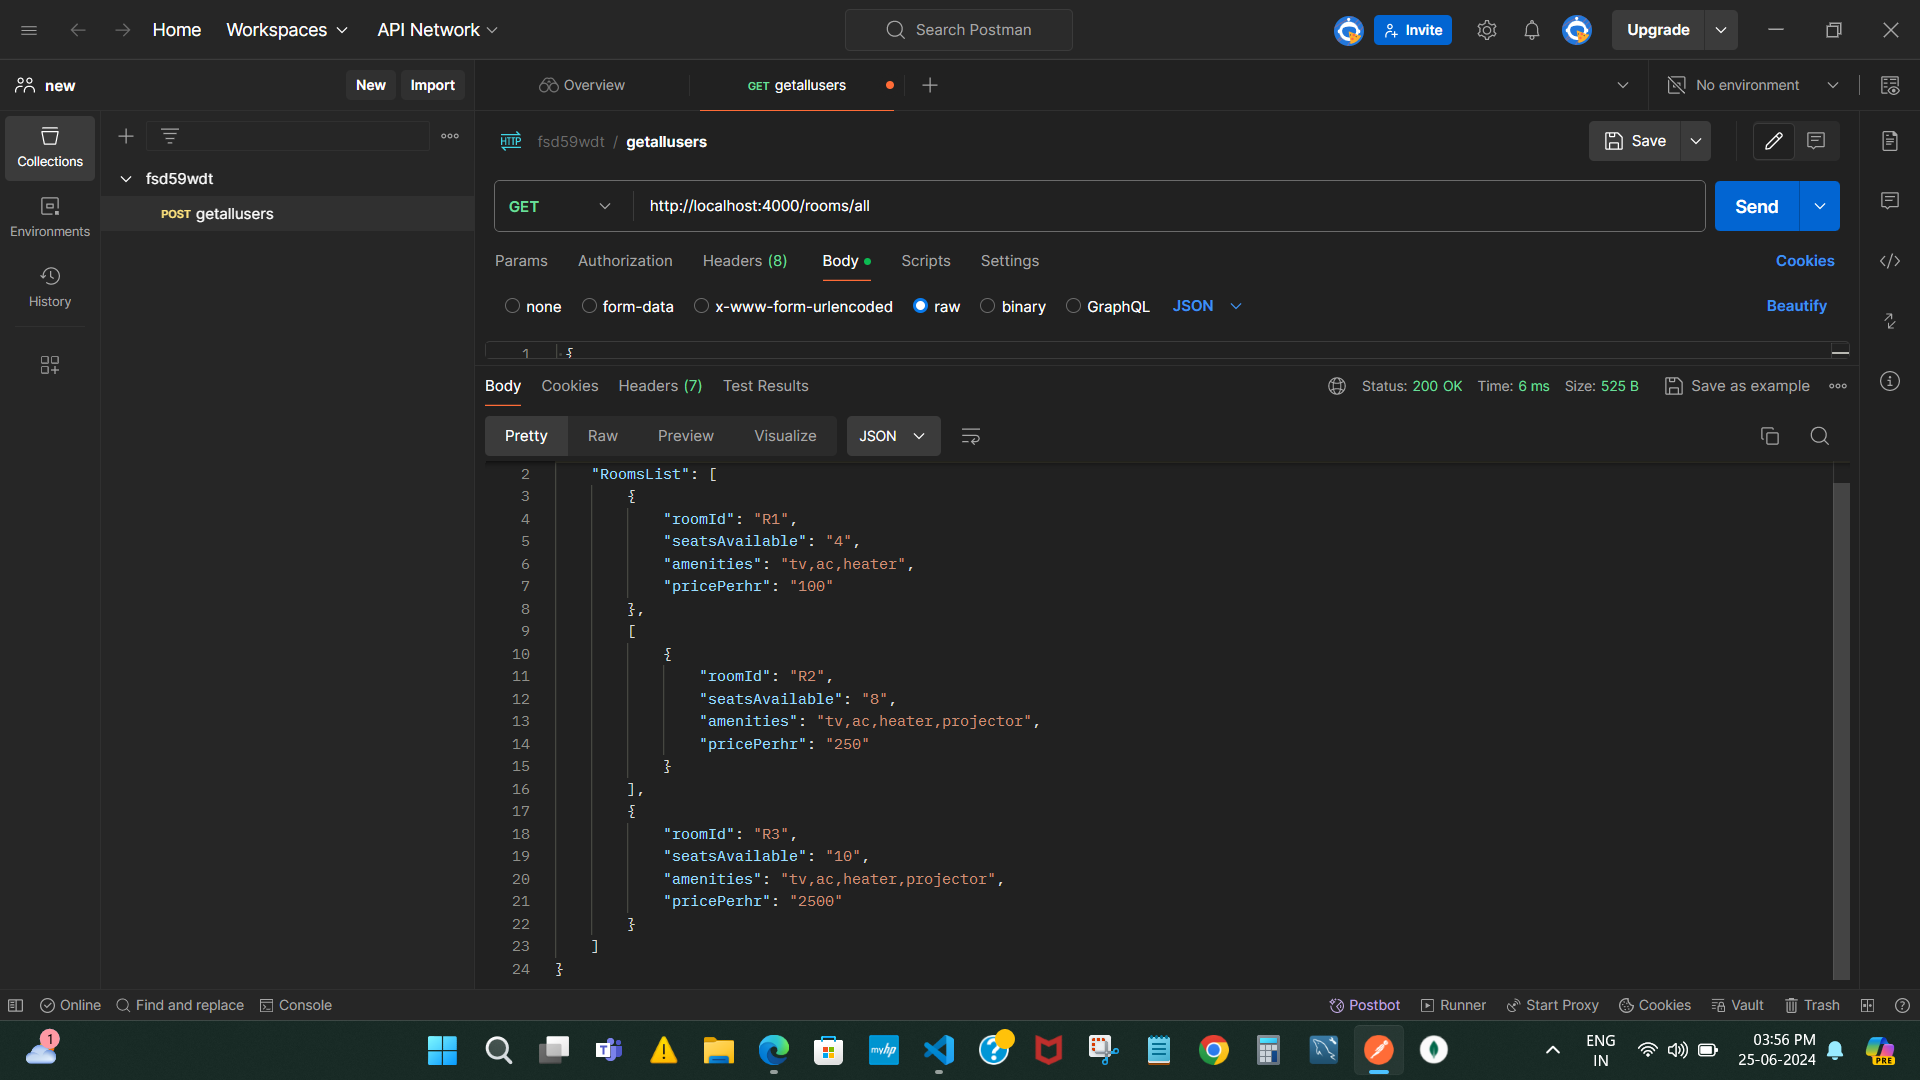 Home Workspaces API Network Search Postman Invite Upgrade
new New Import Overview GET getallusers No environment
Collections
fsd59wdt
POST getallusers
Environments
History
HTTP fsd59wdt / getallusers Save
GET http://localhost:4000/rooms/all Send
Params Authorization Headers (8) Body Scripts Settings Cookies
none form-data x-www-form-urlencoded raw binary GraphQL JSON Beautify
1 {
Body Cookies Headers (7) Test Results Status: 200 OK Time: 6 ms Size: 525 B Save as example
Pretty Raw Preview Visualize JSON
2 "RoomsList": [
3 {
4 "roomId": "R1",
5 "seatsAvailable": "4",
6 "amenities": "tv,ac,heater",
7 "pricePerhr": "100"
8 },
9 [
10 {
11 "roomId": "R2",
12 "seatsAvailable": "8",
13 "amenities": "tv,ac,heater,projector",
14 "pricePerhr": "250"
15 }
16 ],
17 {
18 "roomId": "R3",
19 "seatsAvailable": "10",
20 "amenities": "tv,ac,heater,projector",
21 "pricePerhr": "2500"
22 }
23 ]
24 }
Online Find and replace Console Postbot Runner Start Proxy Cookies Vault Trash
1 myhp ENG IN 03:56 PM 25-06-2024 PRE